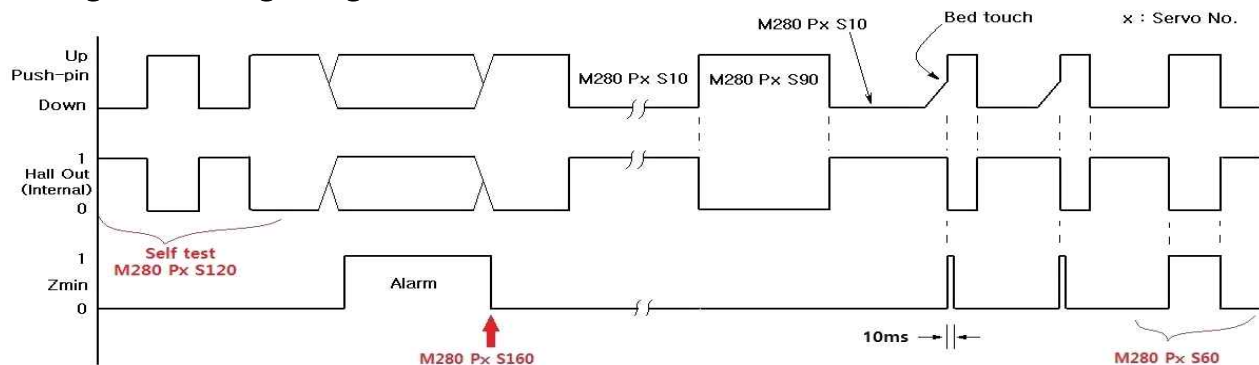 M280 Px S10
Bed touch
x : Servo No.
Up
Push-pin
Down
M280 Px S10
M280 Px S90
1
Hall Out
(Internal)
0
Self test
M280 Px S120
1
Zmin
0
Alarm
10ms
M280 Px S160
M280 Px S60